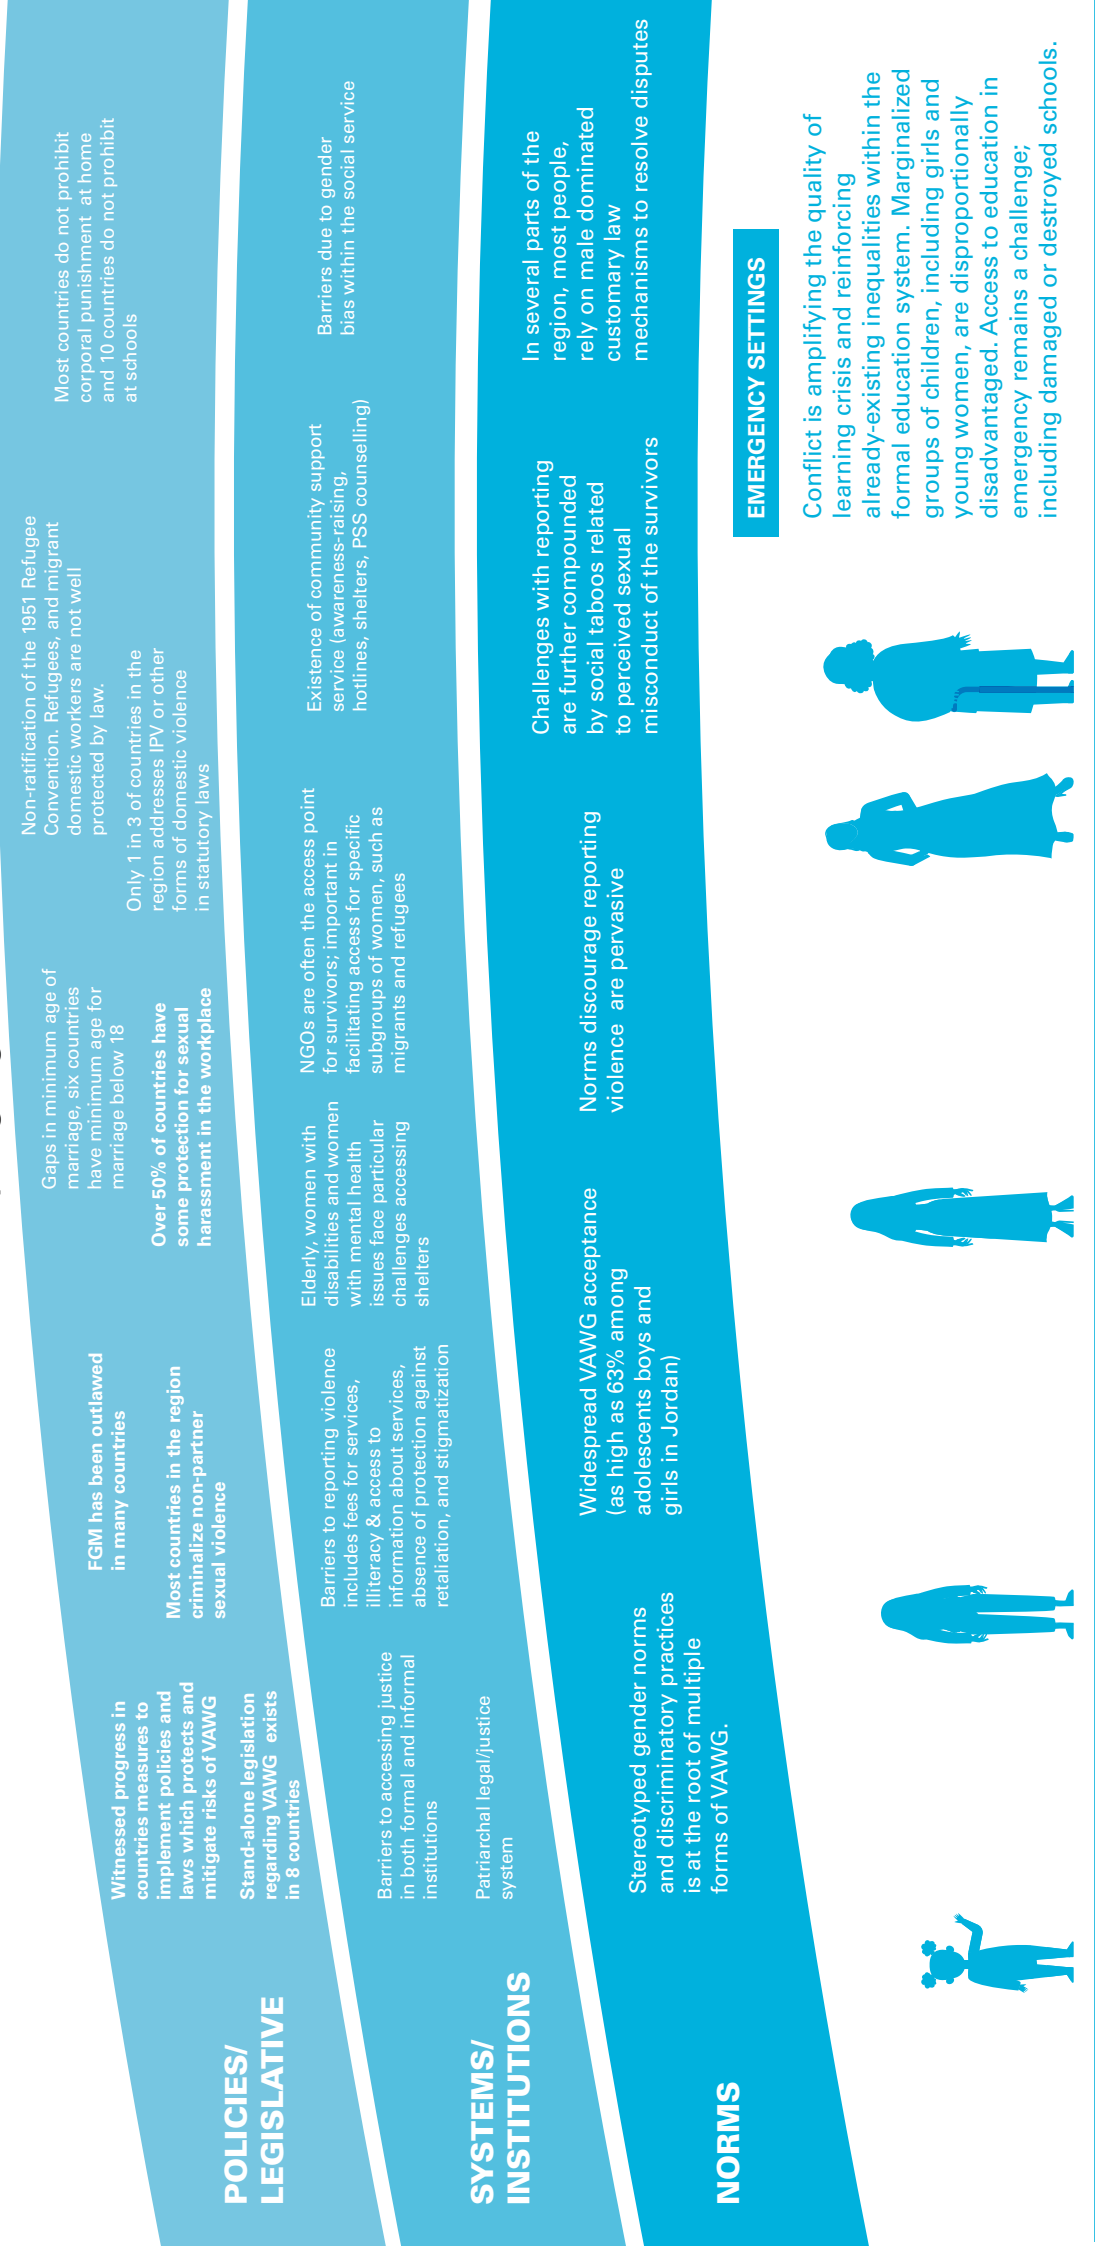 POLICIES/
LEGISLATIVE
Witnessed progress in
countries measures to
implement policies and
laws which protects and
mitigate risks of VAWG
Stand-alone legislation
regarding VAWG exists
in 8 countries
FGM has been outlawed
in many countries
Most countries in the region
criminalize non-partner
sexual violence
Gaps in minimum age of
marriage, six countries
have minimum age for
marriage below 18
Over 50% of countries have
some protection for sexual
harassment in the workplace
Non-ratification of the 1951 Refugee
Convention. Refugees, and migrant
domestic workers are not well
protected by law.
Only 1 in 3 of countries in the
region addresses IPV or other
forms of domestic violence
in statutory laws
Most countries do not prohibit
corporal punishment at home
and 10 countries do not prohibit
at schools
SYSTEMS/
INSTITUTIONS
Barriers to accessing justice
in both formal and informal
institutions
Patriarchal legal/justice
system
Barriers to reporting violence
includes fees for services,
illiteracy & access to
information about services,
absence of protection against
retaliation, and stigmatization
Elderly, women with
disabilities and women
with mental health
issues face particular
challenges accessing
shelters
NGOs are often the access point
for survivors; important in
facilitating access for specific
subgroups of women, such as
migrants and refugees
Existence of community support
service (awareness-raising,
hotlines, shelters, PSS counselling)
Barriers due to gender
bias within the social service
NORMS
Stereotyped gender norms
and discriminatory practices
is at the root of multiple
forms of VAWG.
Widespread VAWG acceptance
(as high as 63% among
adolescents boys and
girls in Jordan)
Norms discourage reporting
violence are pervasive
Challenges with reporting
are further compounded
by social taboos related
to perceived sexual
misconduct of the survivors
In several parts of the
region, most people,
rely on male dominated
customary law
mechanisms to resolve disputes
EMERGENCY SETTINGS
Conflict is amplifying the quality of
learning crisis and reinforcing
already-existing inequalities within the
formal education system. Marginalized
groups of children, including girls and
young women, are disproportionally
disadvantaged. Access to education in
emergency remains a challenge;
including damaged or destroyed schools.